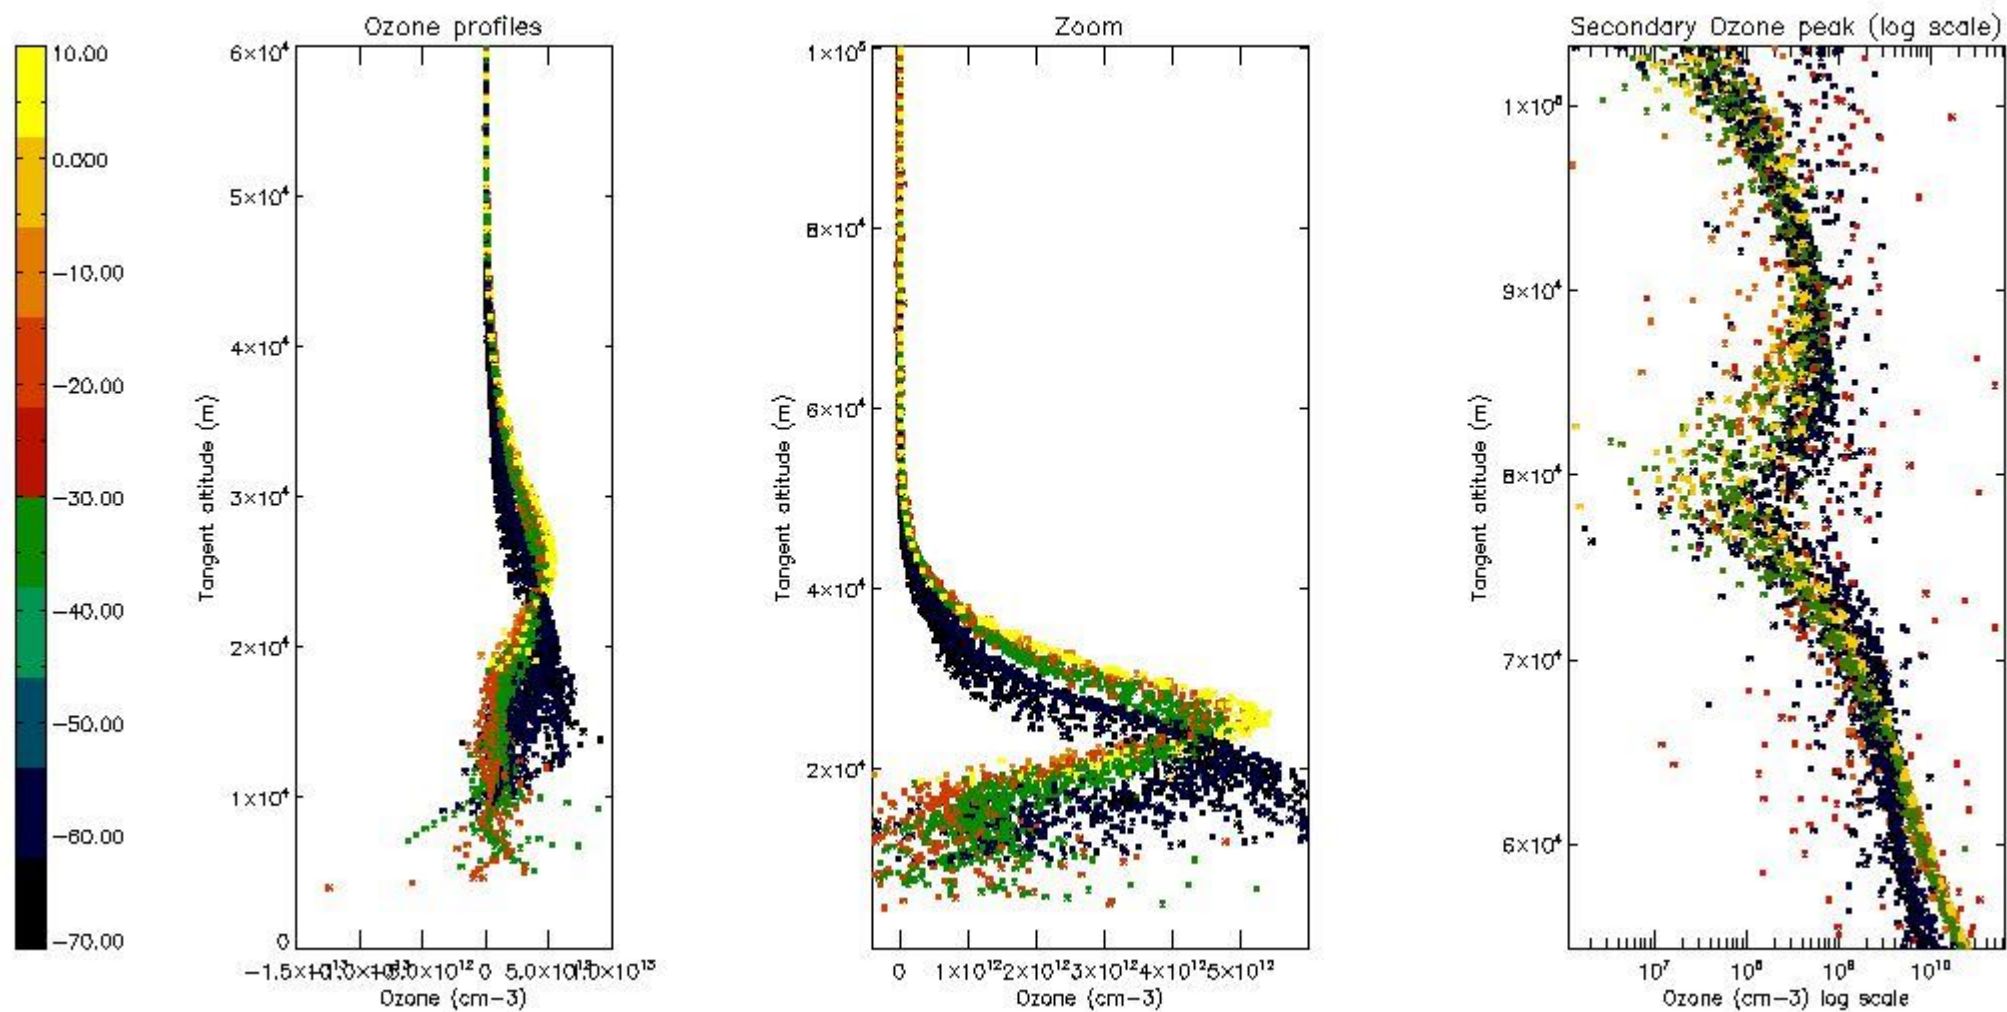 Ozone profiles
Zoom
Secondary Ozone peak (log scale)
10.00
0.00
-10.00
-20.00
-30.00
-40.00
-50.00
-60.00
-70.00
Tangent altitude (m)
6×10⁴
5×10⁴
4×10⁴
3×10⁴
2×10⁴
1×10⁴
0
0
Ozone (cm-3)
Tangent altitude (m)
1×10⁵
8×10⁴
6×10⁴
4×10⁴
2×10⁴
0 1×10¹² 2×10¹² 3×10¹² 4×10¹² 5×10¹²
Ozone (cm-3)
Tangent altitude (m)
9×10⁴
8×10⁴
7×10⁴
6×10⁴
10⁷ 10⁸ 10⁹ 10¹⁰
Ozone (cm-3) log scale